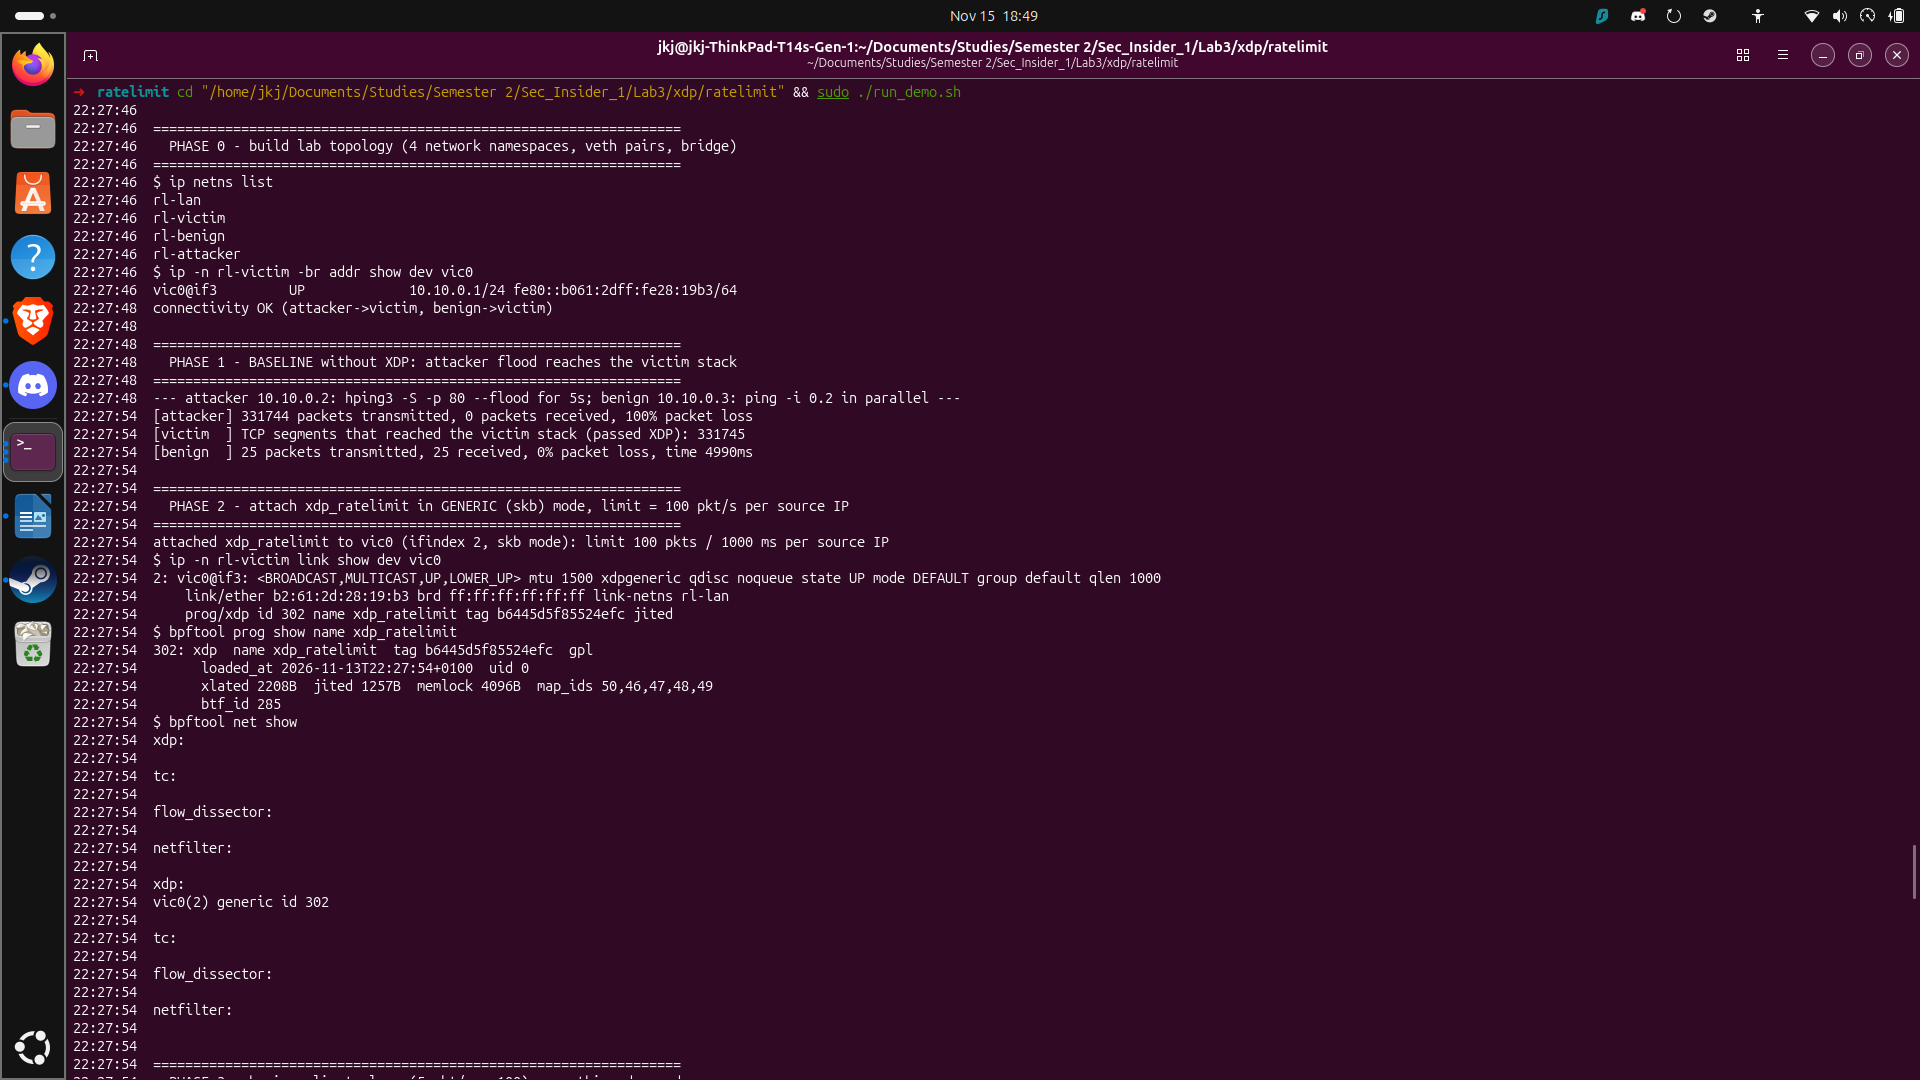 Nov 15  18:49
jkj@jkj-ThinkPad-T14s-Gen-1:~/Documents/Studies/Semester 2/Sec_Insider_1/Lab3/xdp/ratelimit
~/Documents/Studies/Semester 2/Sec_Insider_1/Lab3/xdp/ratelimit
→ ratelimit cd "/home/jkj/Documents/Studies/Semester 2/Sec_Insider_1/Lab3/xdp/ratelimit" && sudo ./run_demo.sh
22:27:46
22:27:46  ==================================================================
22:27:46    PHASE 0 - build lab topology (4 network namespaces, veth pairs, bridge)
22:27:46  ==================================================================
22:27:46  $ ip netns list
22:27:46  rl-lan
22:27:46  rl-victim
22:27:46  rl-benign
22:27:46  rl-attacker
22:27:46  $ ip -n rl-victim -br addr show dev vic0
22:27:46  vic0@if3         UP             10.10.0.1/24 fe80::b061:2dff:fe28:19b3/64
22:27:48  connectivity OK (attacker->victim, benign->victim)
22:27:48
22:27:48  ==================================================================
22:27:48    PHASE 1 - BASELINE without XDP: attacker flood reaches the victim stack
22:27:48  ==================================================================
22:27:48  --- attacker 10.10.0.2: hping3 -S -p 80 --flood for 5s; benign 10.10.0.3: ping -i 0.2 in parallel ---
22:27:54  [attacker] 331744 packets transmitted, 0 packets received, 100% packet loss
22:27:54  [victim  ] TCP segments that reached the victim stack (passed XDP): 331745
22:27:54  [benign  ] 25 packets transmitted, 25 received, 0% packet loss, time 4990ms
22:27:54
22:27:54  ==================================================================
22:27:54    PHASE 2 - attach xdp_ratelimit in GENERIC (skb) mode, limit = 100 pkt/s per source IP
22:27:54  ==================================================================
22:27:54  attached xdp_ratelimit to vic0 (ifindex 2, skb mode): limit 100 pkts / 1000 ms per source IP
22:27:54  $ ip -n rl-victim link show dev vic0
22:27:54  2: vic0@if3: <BROADCAST,MULTICAST,UP,LOWER_UP> mtu 1500 xdpgeneric qdisc noqueue state UP mode DEFAULT group default qlen 1000
22:27:54      link/ether b2:61:2d:28:19:b3 brd ff:ff:ff:ff:ff:ff link-netns rl-lan
22:27:54      prog/xdp id 302 name xdp_ratelimit tag b6445d5f85524efc jited
22:27:54  $ bpftool prog show name xdp_ratelimit
22:27:54  302: xdp  name xdp_ratelimit  tag b6445d5f85524efc  gpl
22:27:54        loaded_at 2026-11-13T22:27:54+0100  uid 0
22:27:54        xlated 2208B  jited 1257B  memlock 4096B  map_ids 50,46,47,48,49
22:27:54        btf_id 285
22:27:54  $ bpftool net show
22:27:54  xdp:
22:27:54
22:27:54  tc:
22:27:54
22:27:54  flow_dissector:
22:27:54
22:27:54  netfilter:
22:27:54
22:27:54  xdp:
22:27:54  vic0(2) generic id 302
22:27:54
22:27:54  tc:
22:27:54
22:27:54  flow_dissector:
22:27:54
22:27:54  netfilter:
22:27:54
22:27:54
22:27:54  ==================================================================